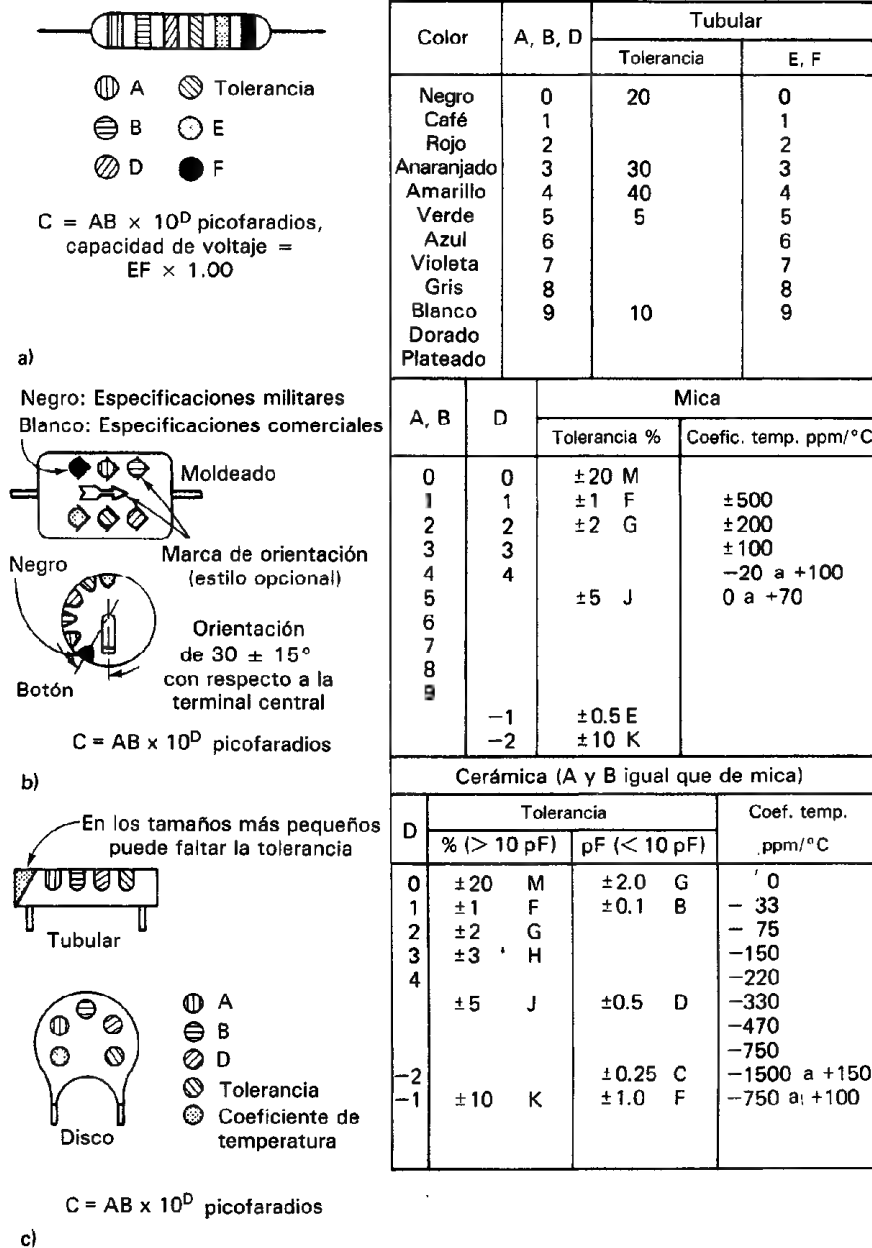 A
Tolerancia
B
E
D
F
C = AB × 10^D picofaradios,
capacidad de voltaje =
EF × 1.00
a)
Color A, B, D Tubular
Tolerancia E, F
Negro 0 20 0
Café 1 1
Rojo 2 2
Anaranjado 3 30 3
Amarillo 4 40 4
Verde 5 5 5
Azul 6 6
Violeta 7 7
Gris 8 8
Blanco 9 10 9
Dorado
Plateado
Negro: Especificaciones militares
Blanco: Especificaciones comerciales
Moldeado
Marca de orientación
(estilo opcional)
Negro
Botón
Orientación
de 30 ± 15°
con respecto a la
terminal central
C = AB x 10^D picofaradios
b)
A, B D Mica
Tolerancia % Coefic. temp. ppm/°C
0 0 ±20 M
1 1 ±1 F ±500
2 2 ±2 G ±200
3 3 ±100
4 4 −20 a +100
5 ±5 J 0 a +70
6
7
8
9
−1 ±0.5 E
−2 ±10 K
Cerámica (A y B igual que de mica)
D Tolerancia Coef. temp.
% (> 10 pF) pF (< 10 pF) ppm/°C
0 ±20 M ±2.0 G 0
1 ±1 F ±0.1 B − 33
2 ±2 G − 75
3 ±3 H −150
4 −220
±5 J ±0.5 D −330
−470
−750
−2 ±0.25 C −1500 a +150
−1 ±10 K ±1.0 F −750 a +100
En los tamaños más pequeños
puede faltar la tolerancia
Tubular
A
B
D
Tolerancia
Coeficiente de
temperatura
Disco
C = AB x 10^D picofaradios
c)